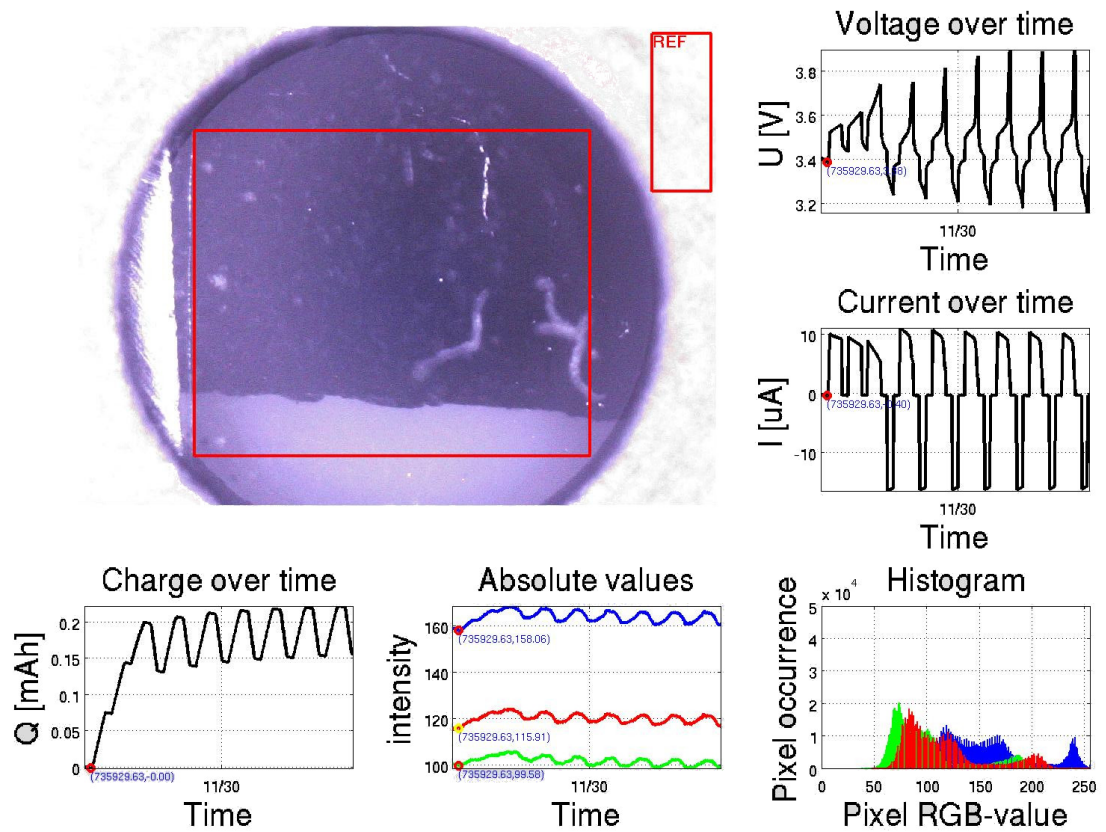 REF
Voltage over time
U [V]
3.8
3.6
3.4
3.2
(735929.63,3.38)
11/30
Time
Current over time
I [uA]
10
0
-10
(735929.63,-0.40)
11/30
Time
Charge over time
Q [mAh]
0.2
0.15
0.1
0.05
0
(735929.63,-0.00)
11/30
Time
Absolute values
intensity
160
140
120
100
(735929.63,158.06)
(735929.63,115.91)
(735929.63,99.58)
11/30
Time
Histogram
Pixel occurrence
x 10^4
5
4
3
2
1
0
0 50 100 150 200 250
Pixel RGB-value